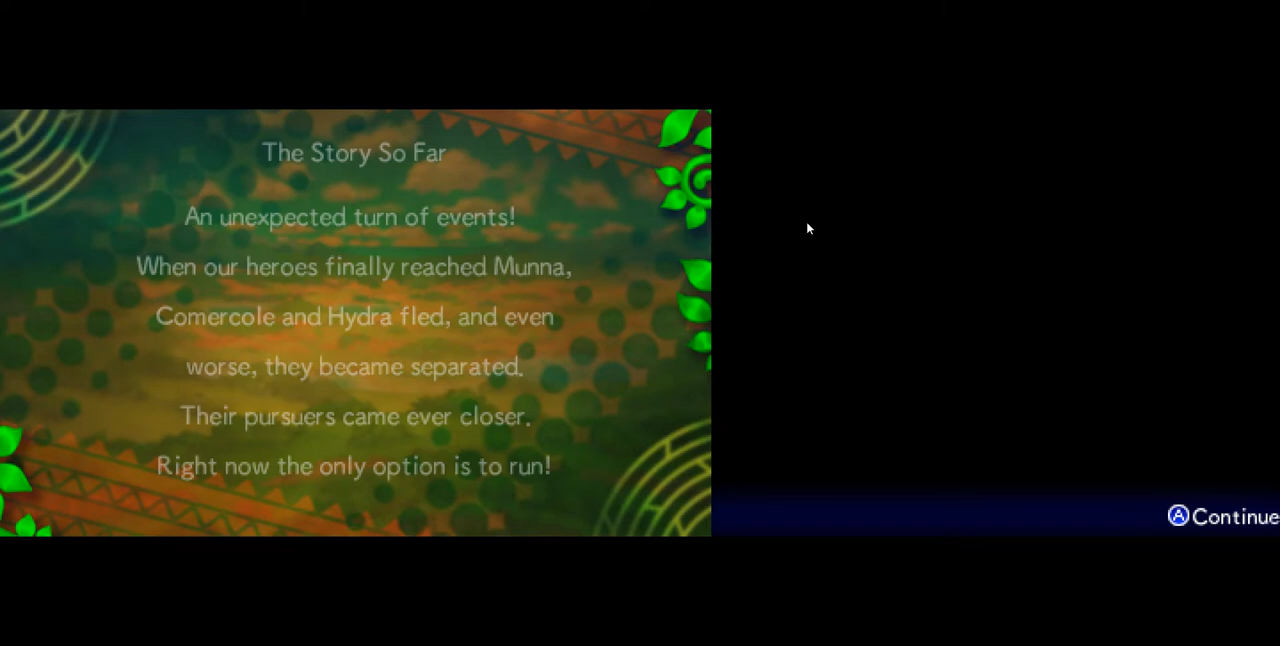 The Story So Far
An unexpected turn of events!
When our heroes finally reached Munna,
Comercole and Hydra fled, and even
worse, they became separated.
Their pursuers came ever closer.
Right now the only option is to run!
A Continue